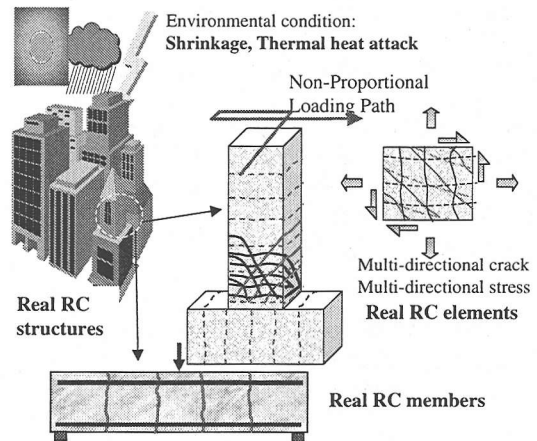 Environmental condition:
Shrinkage, Thermal heat attack
Non-Proportional
Loading Path
Multi-directional crack
Multi-directional stress
Real RC elements
Real RC
structures
Real RC members